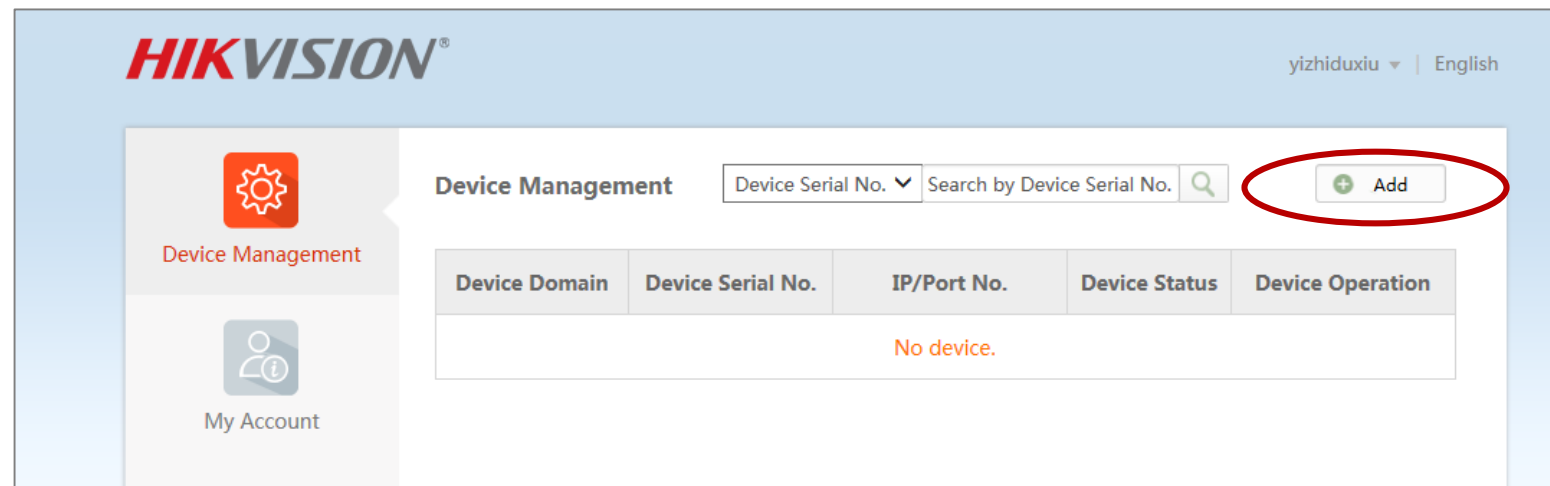 HIKVISION®
yizhiduxiu | English
Device Management
Device Serial No. Search by Device Serial No. Add
Device Management
Device Domain Device Serial No. IP/Port No. Device Status Device Operation
No device.
My Account